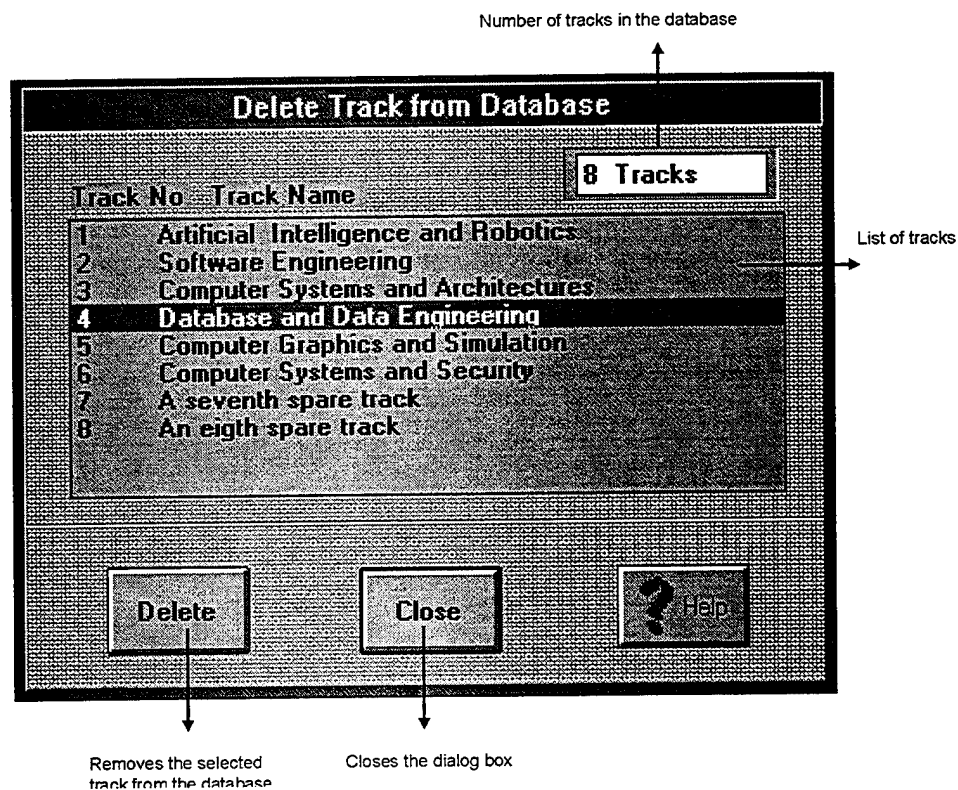 Number of tracks in the database
Delete Track from Database
8 Tracks
Track No Track Name
1 Artificial Intelligence and Robotics
2 Software Engineering
3 Computer Systems and Architectures
List of tracks
4 Database and Data Engineering
5 Computer Graphics and Simulation
6 Computer Systems and Security
7 A seventh spare track
8 An eigth spare track
Delete
Close
? Help
Removes the selected
track from the database
Closes the dialog box